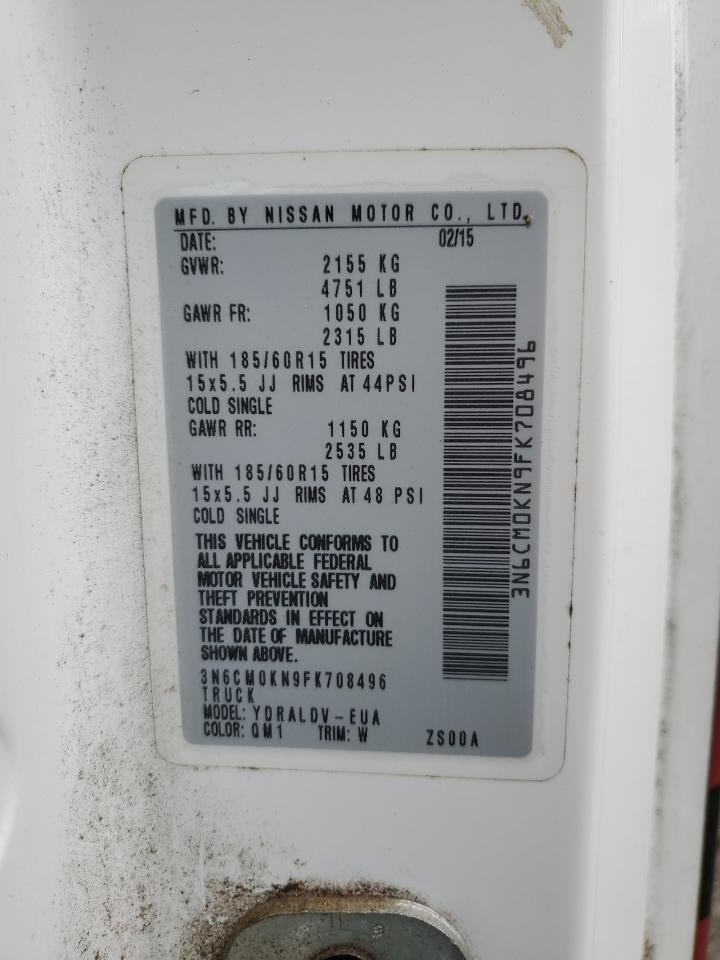 MFD. BY NISSAN MOTOR CO., LTD.
DATE: 02/15
GVWR: 2155 KG
4751 LB
GAWR FR: 1050 KG
2315 LB
WITH 185/60R15 TIRES
15x5.5 JJ RIMS AT 44PSI
COLD SINGLE
GAWR RR: 1150 KG
2535 LB
WITH 185/60R15 TIRES
15x5.5 JJ RIMS AT 48 PSI
COLD SINGLE
THIS VEHICLE CONFORMS TO
ALL APPLICABLE FEDERAL
MOTOR VEHICLE SAFETY AND
THEFT PREVENTION
STANDARDS IN EFFECT ON
THE DATE OF MANUFACTURE
SHOWN ABOVE.
3N6CM0KN9FK708496
TRUCK
MODEL: YDRALDV-EUA
COLOR: QM1 TRIM: W ZS00A
3N6CM0KN9FK708496